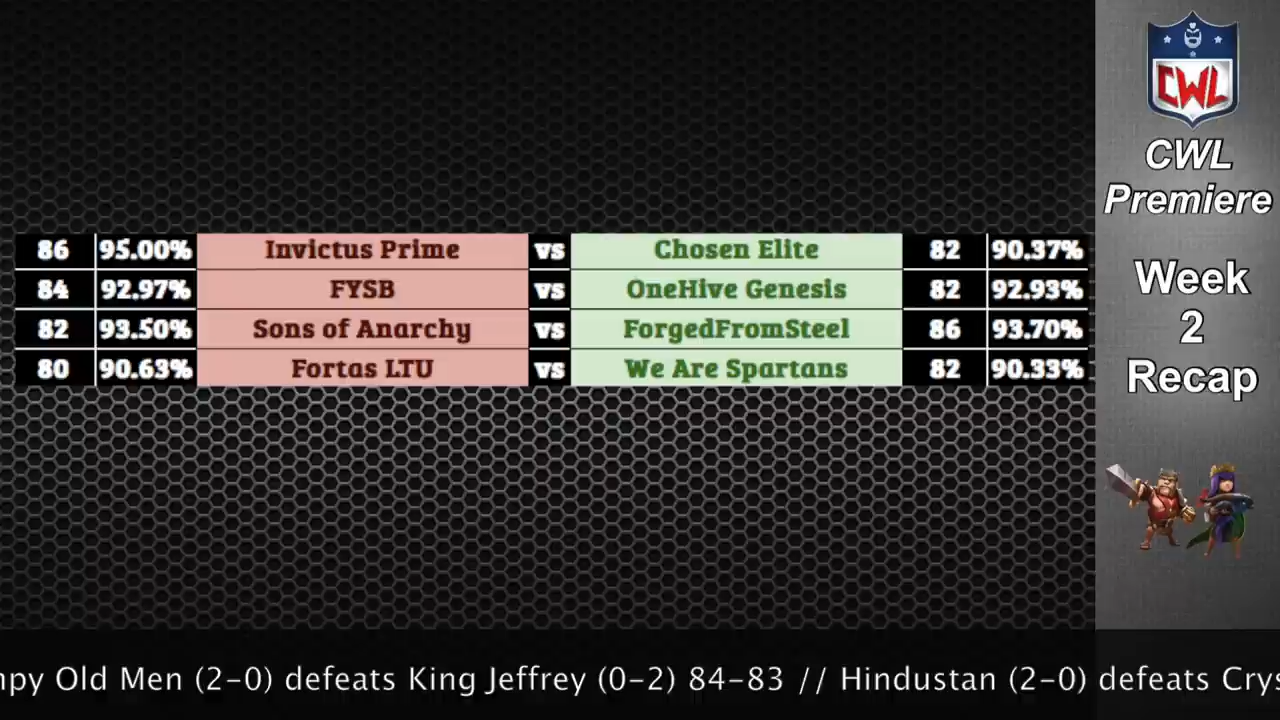 CWL
CWL
Premiere
Week
2
Recap
86 95.00% Invictus Prime vs Chosen Elite 82 90.37%
84 92.97% FYSB vs OneHive Genesis 82 92.93%
82 93.50% Sons of Anarchy vs ForgedFromSteel 86 93.70%
80 90.63% Fortas LTU vs We Are Spartans 82 90.33%
Old Men (2-0) defeats King Jeffrey (0-2) 84-83 // Hindustan (2-0) defeats